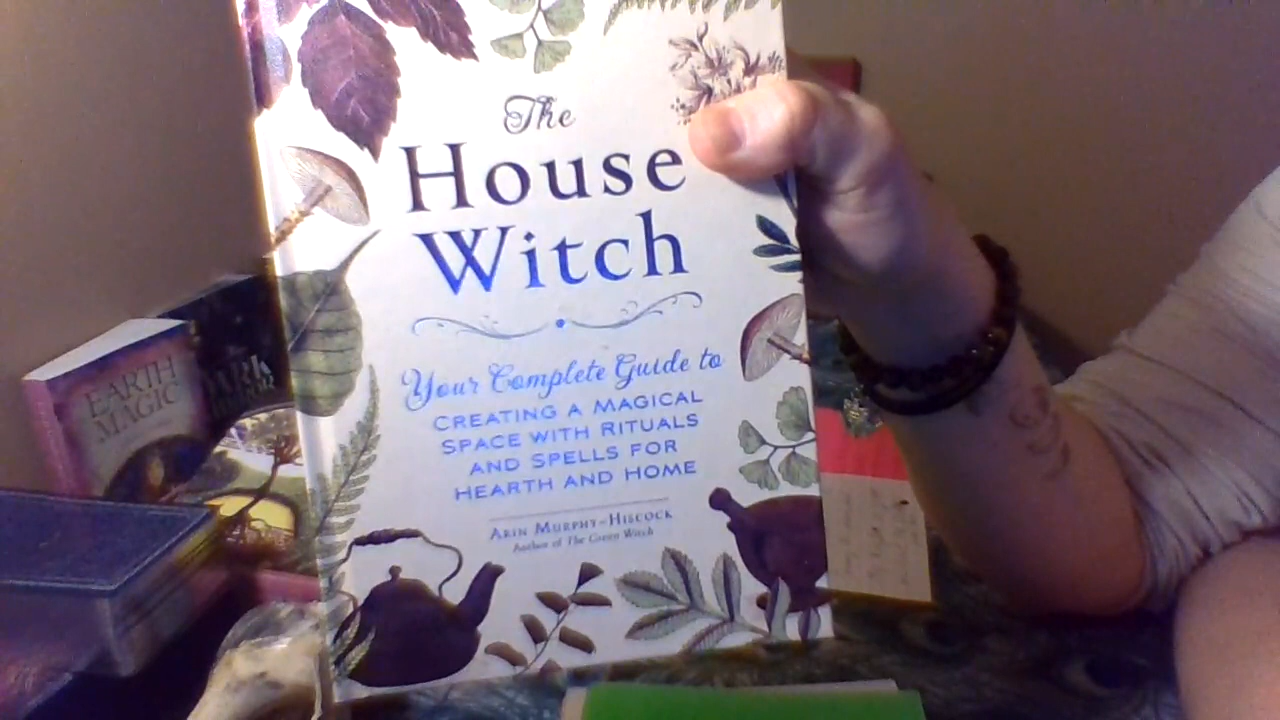 The
House
Witch
Your Complete Guide to
CREATING A MAGICAL
SPACE WITH RITUALS
AND SPELLS FOR
HEARTH AND HOME
ARIN MURPHY-HISCOCK
Author of The Green Witch
EARTH
MAGIC